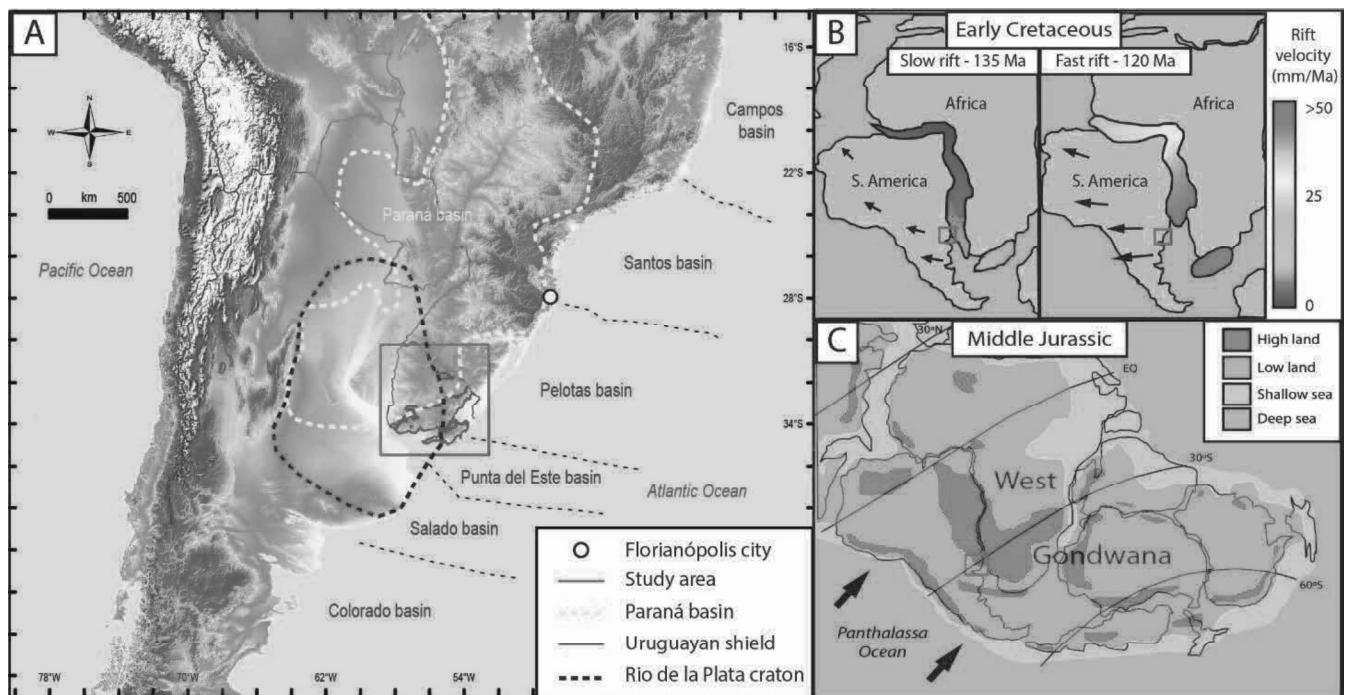 A
N
W
E
S
0 km 500
Pacific Ocean
Paraná basin
Campos
basin
Santos basin
Pelotas basin
Punta del Este basin
Atlantic Ocean
Salado basin
Colorado basin
16°S
22°S
28°S
34°S
78°W
70°W
62°W
54°W
Florianópolis city
Study area
Paraná basin
Uruguayan shield
Rio de la Plata craton
B
Early Cretaceous
Slow rift - 135 Ma
Fast rift - 120 Ma
Africa
Africa
S. America
S. America
Rift
velocity
(mm/Ma)
>50
25
0
C
Middle Jurassic
High land
Low land
Shallow sea
Deep sea
30°N
EQ
30°S
60°S
West
Gondwana
Panthalassa
Ocean